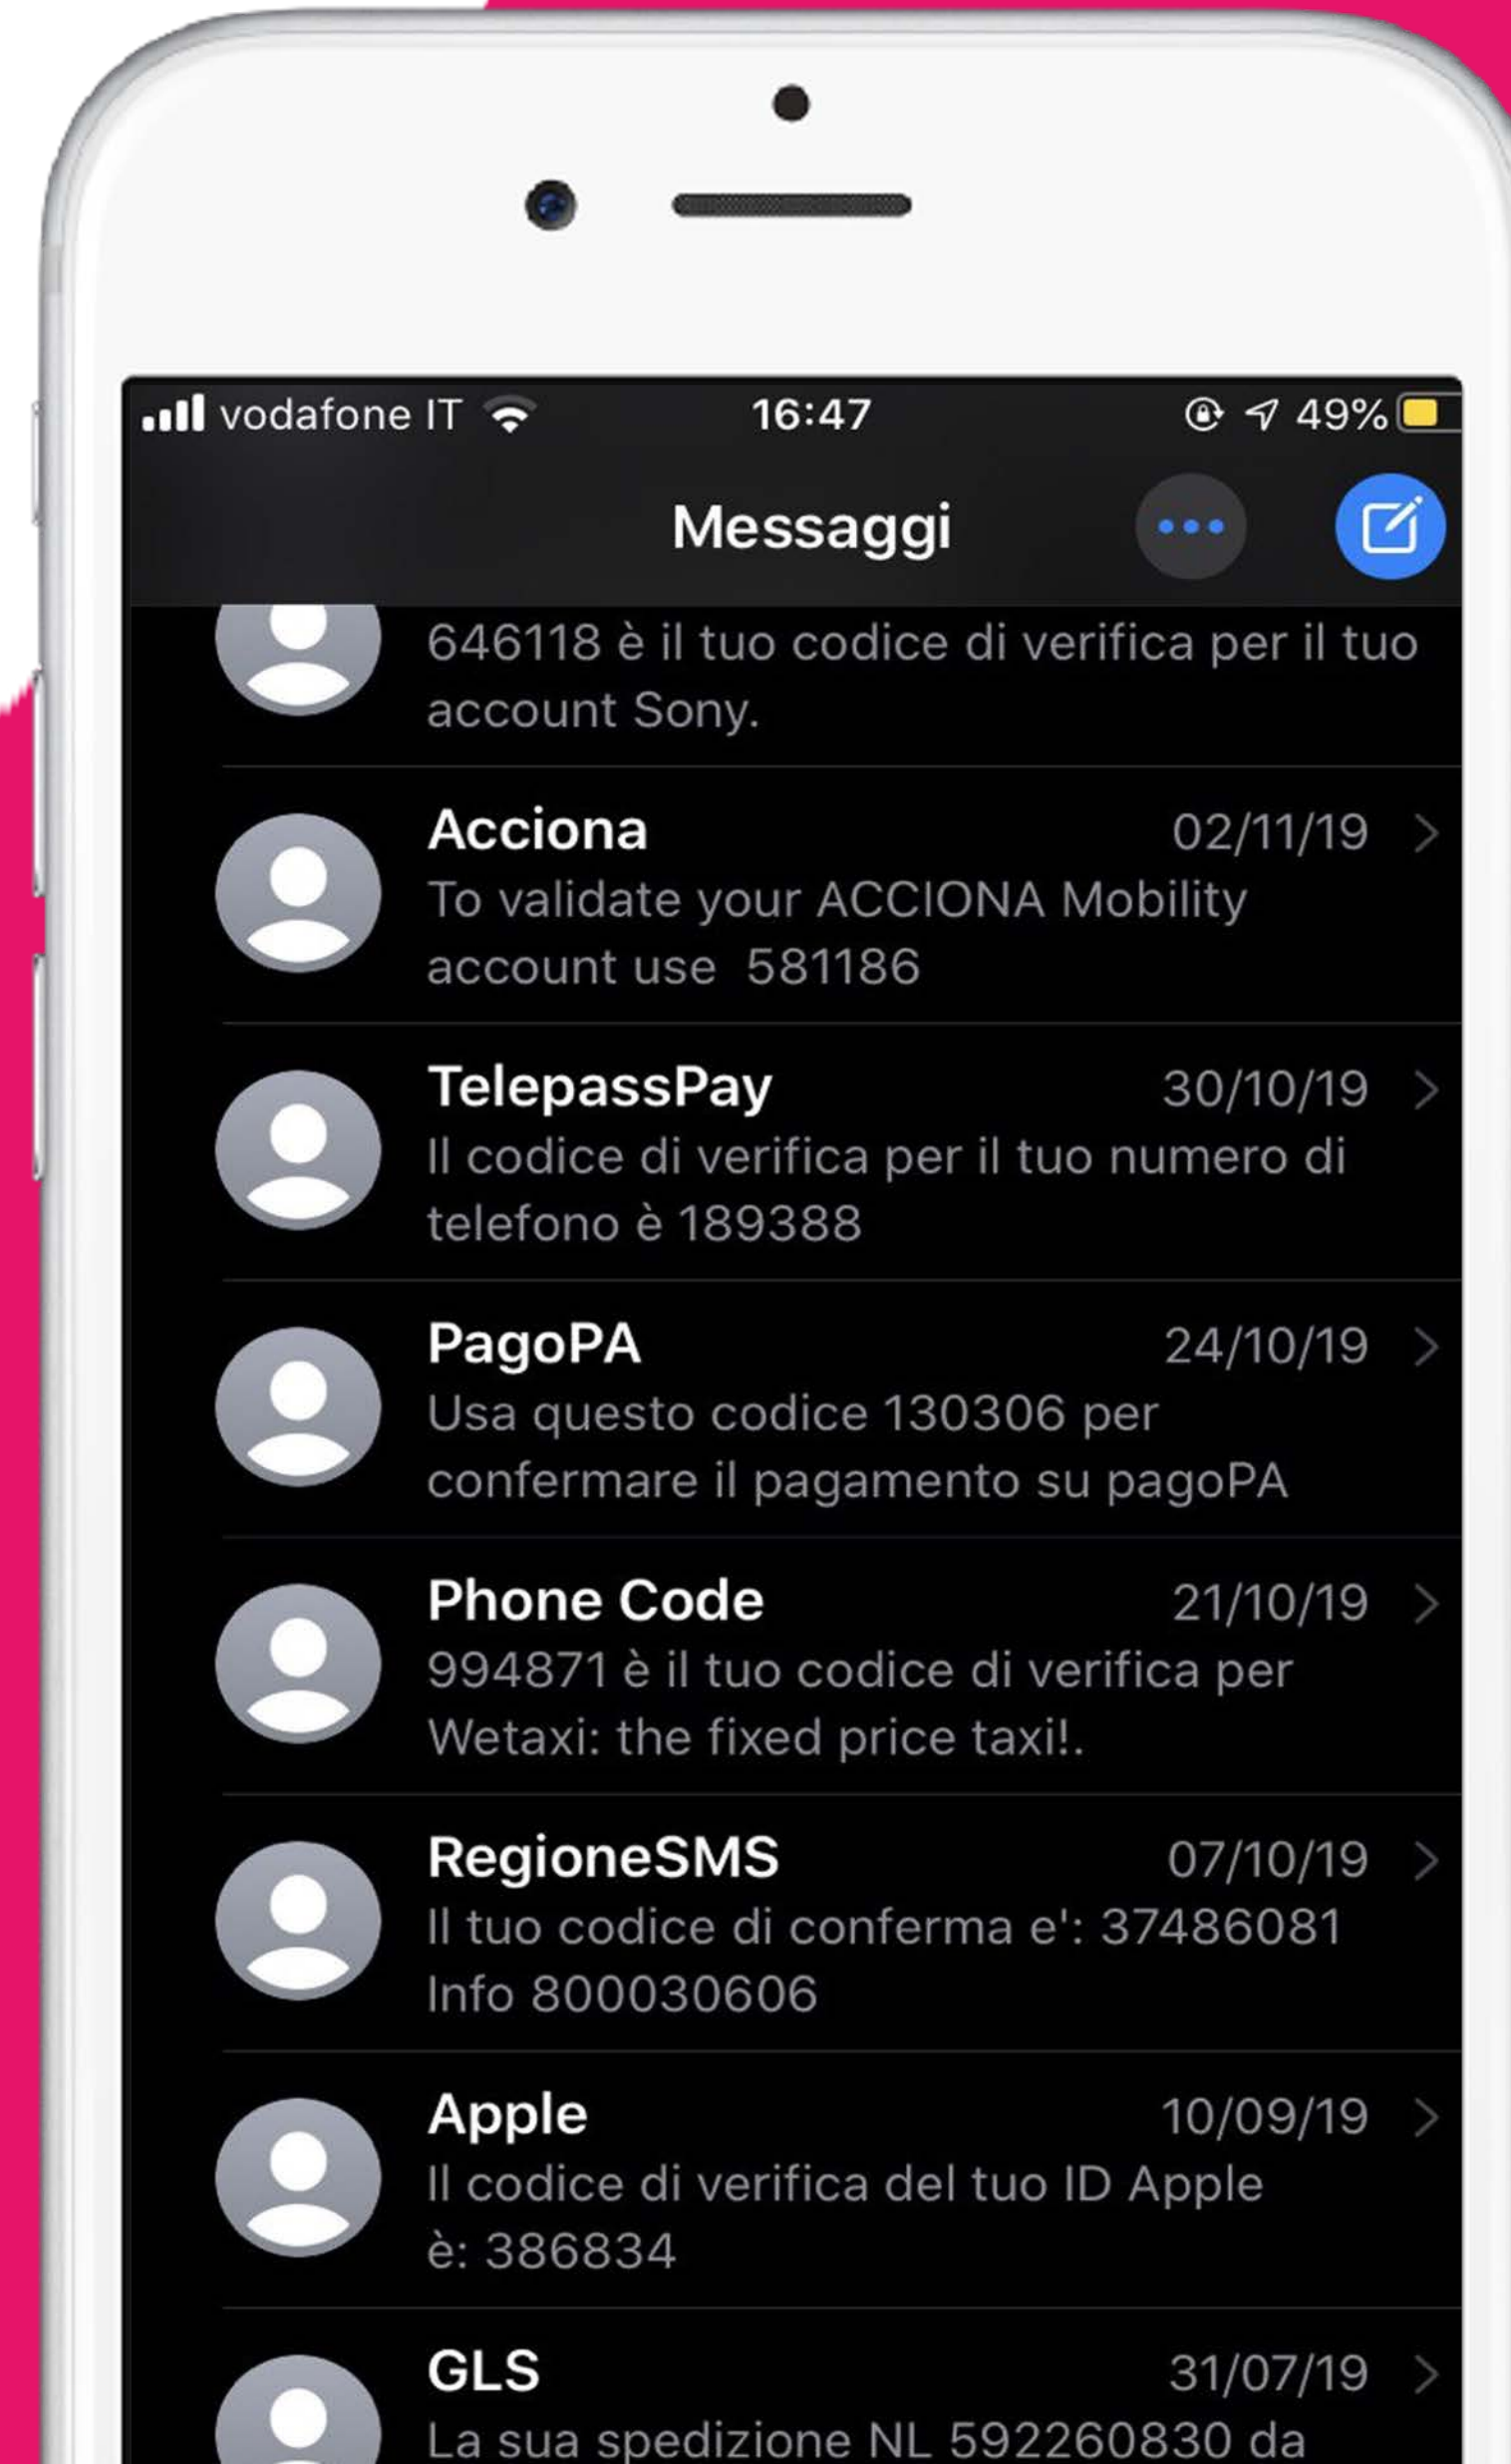 vodafone IT 16:47 49%
Messaggi
646118 è il tuo codice di verifica per il tuo
account Sony.
Acciona 02/11/19
To validate your ACCIONA Mobility
account use 581186
TelepassPay 30/10/19
Il codice di verifica per il tuo numero di
telefono è 189388
PagoPA 24/10/19
Usa questo codice 130306 per
confermare il pagamento su pagoPA
Phone Code 21/10/19
994871 è il tuo codice di verifica per
Wetaxi: the fixed price taxi!.
RegioneSMS 07/10/19
Il tuo codice di conferma e': 37486081
Info 800030606
Apple 10/09/19
Il codice di verifica del tuo ID Apple
è: 386834
GLS 31/07/19
La sua spedizione NL 592260830 da